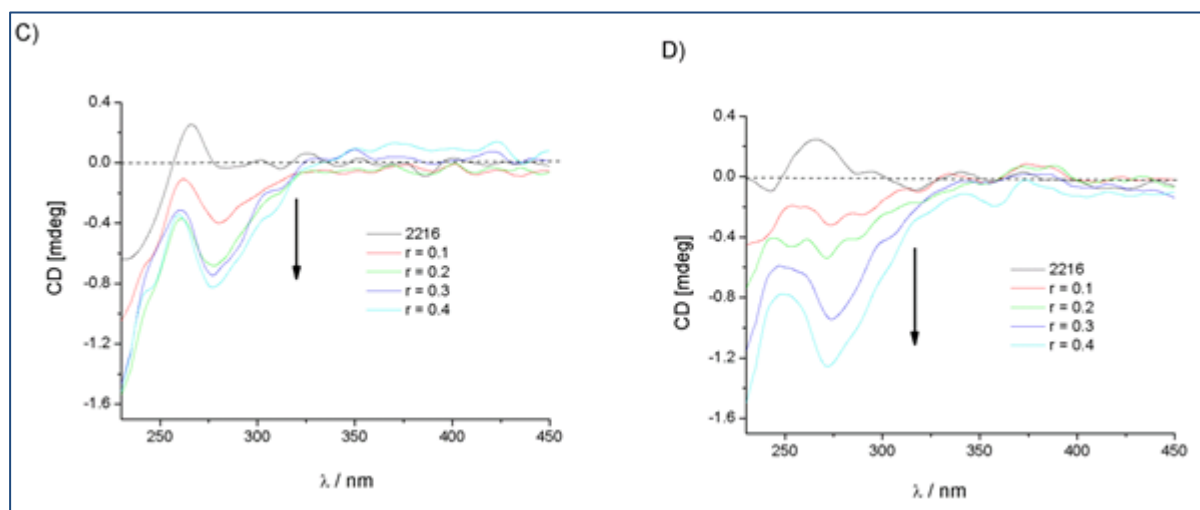 C)
0.4
0.0
-0.4
-0.8
-1.2
-1.6
CD [mdeg]
2216
r = 0.1
r = 0.2
r = 0.3
r = 0.4
250 300 350 400 450
λ / nm
D)
0.4
0.0
-0.4
-0.8
-1.2
-1.6
CD [mdeg]
2216
r = 0.1
r = 0.2
r = 0.3
r = 0.4
250 300 350 400 450
λ / nm